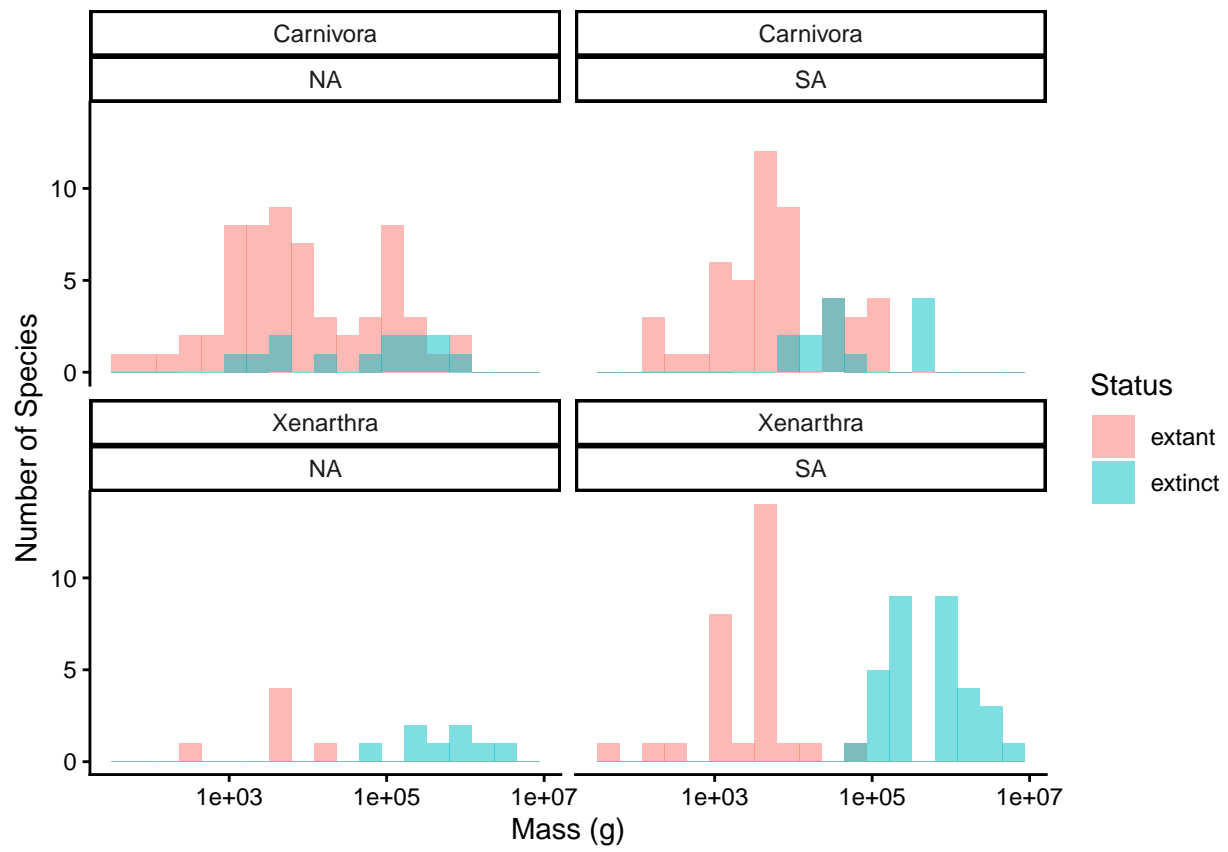 Carnivora
NA
Carnivora
SA
10
5
0
Xenarthra
NA
Xenarthra
SA
10
5
0
1e+03
1e+05
1e+07
1e+03
1e+05
1e+07
Mass (g)
Number of Species
Status
extant
extinct